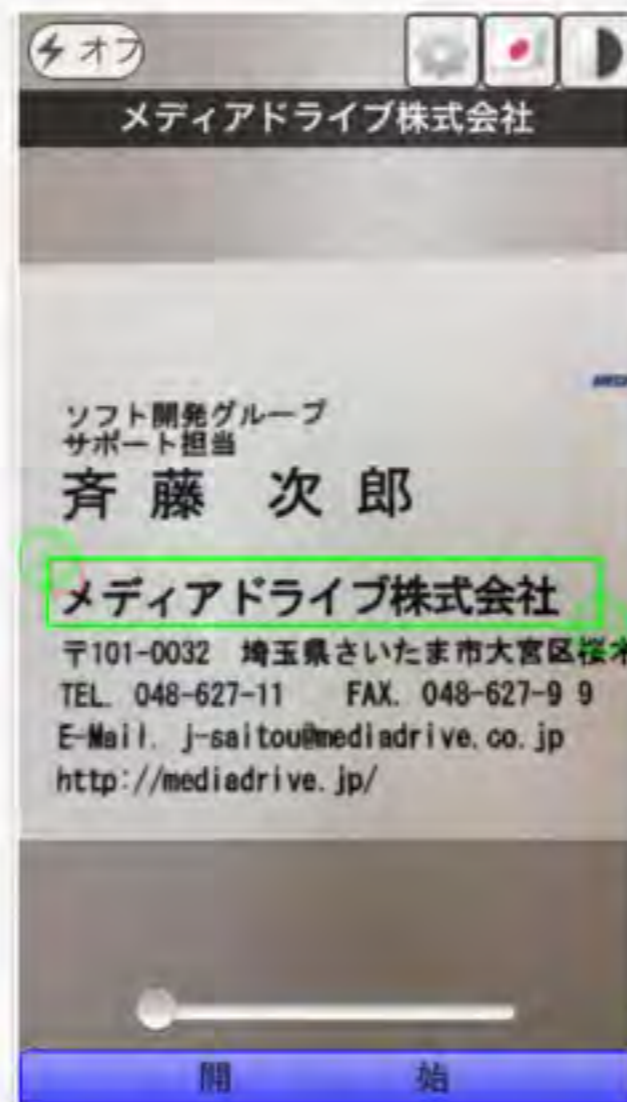 オフ
メディアドライブ株式会社
ソフト開発グループ
サポート担当
斉藤 次郎
メディアドライブ株式会社
〒101-0032 埼玉県さいたま市大宮区桜木
TEL. 048-627-11 FAX. 048-627-9 9
E-Mail. j-saitou@mediadrive.co.jp
http://mediadrive.jp/
開 始